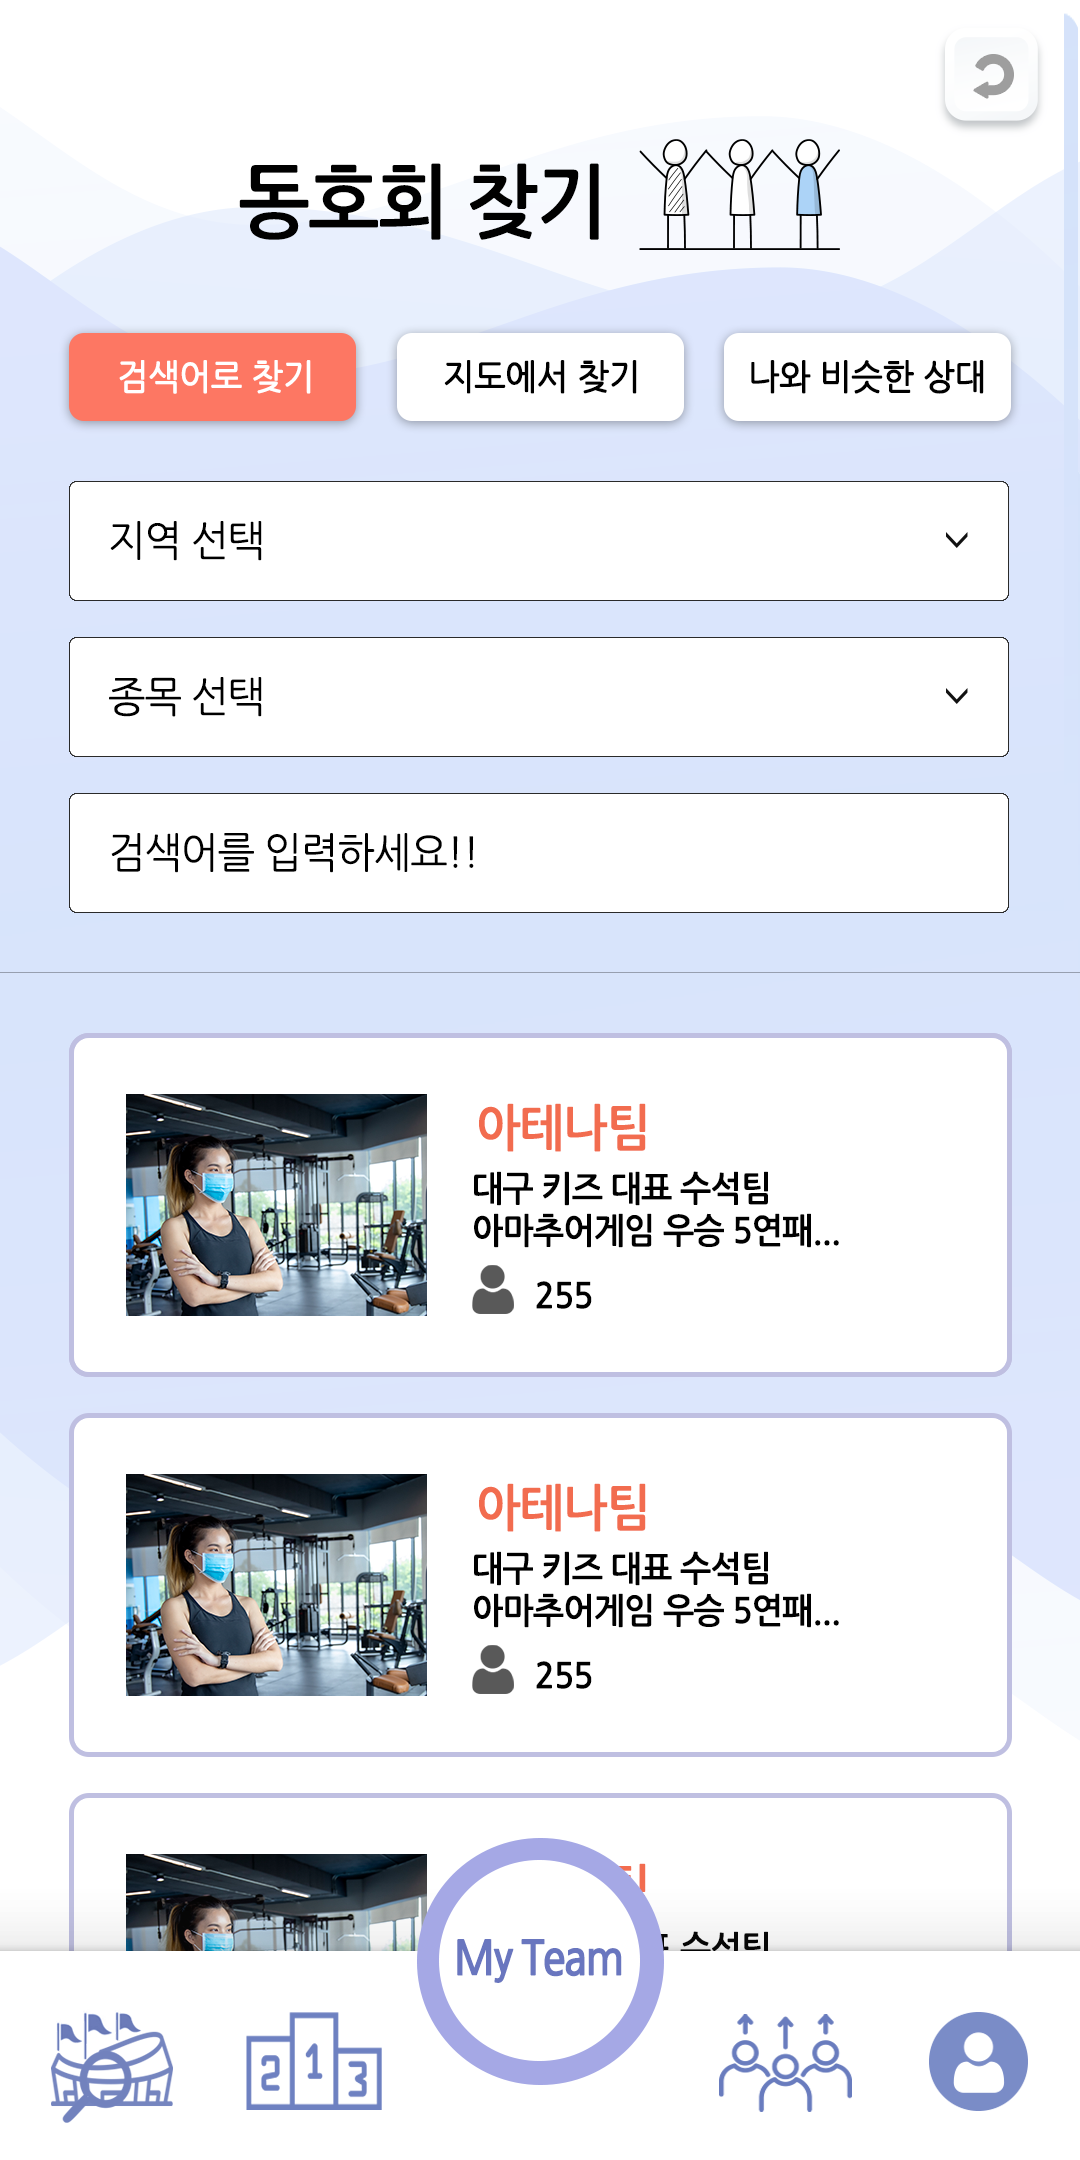 동호회 찾기
검색어로 찾기
지도에서 찾기
나와 비슷한 상대
지역 선택
종목 선택
검색어를 입력하세요!!
아테나팀
대구 키즈 대표 수석팀
아마추어게임 우승 5연패...
255
아테나팀
대구 키즈 대표 수석팀
아마추어게임 우승 5연패...
255
My Team
2 1 3